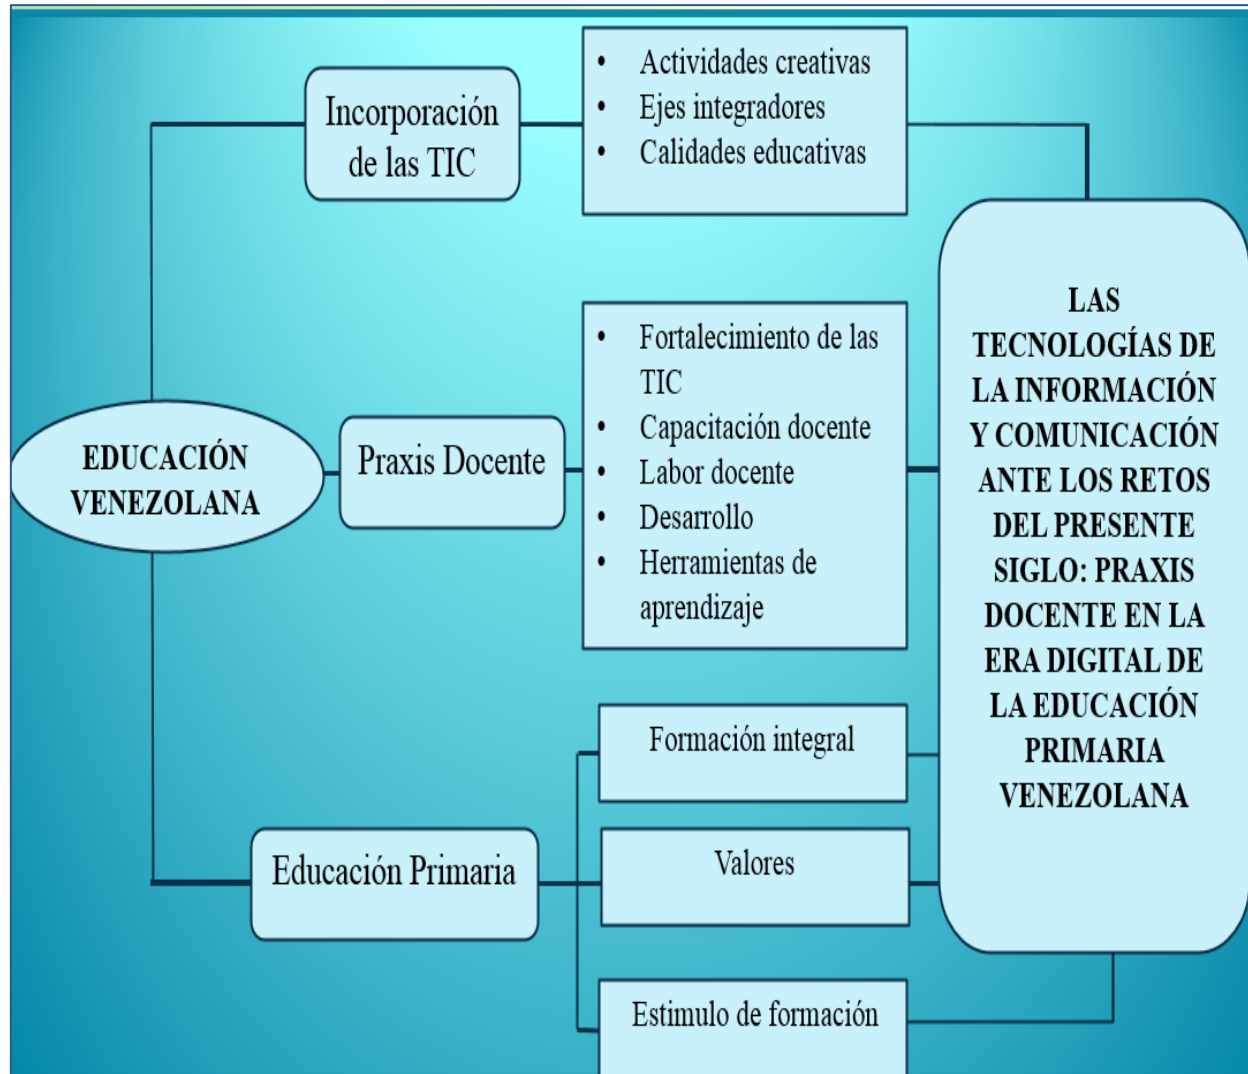 Incorporación
de las TIC
• Actividades creativas
• Ejes integradores
• Calidades educativas
EDUCACIÓN
VENEZOLANA
Praxis Docente
• Fortalecimiento de las
TIC
• Capacitación docente
• Labor docente
• Desarrollo
• Herramientas de
aprendizaje
Educación Primaria
Formación integral
Valores
Estimulo de formación
LAS
TECNOLOGÍAS DE
LA INFORMACIÓN
Y COMUNICACIÓN
ANTE LOS RETOS
DEL PRESENTE
SIGLO: PRAXIS
DOCENTE EN LA
ERA DIGITAL DE
LA EDUCACIÓN
PRIMARIA
VENEZOLANA